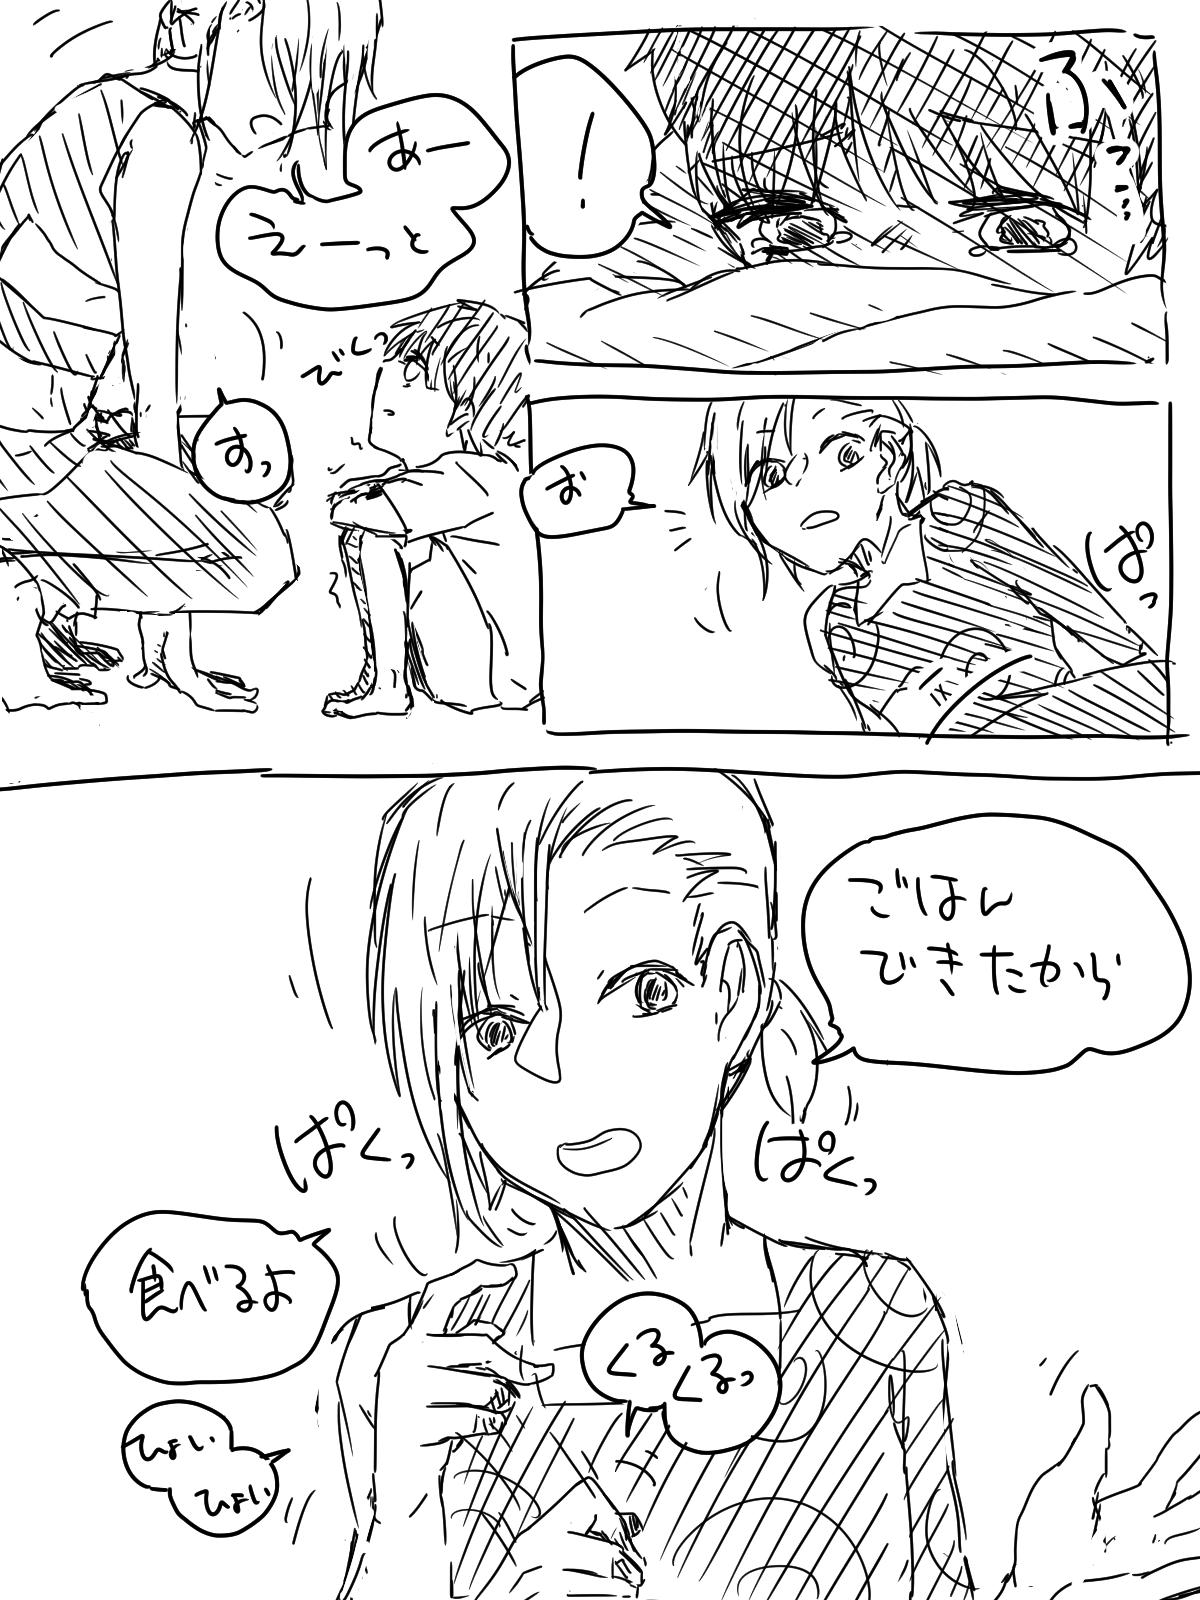 ふっ…
！
お
ぱっ
あー
えーっと
びくっ
すっ
ごはん
できたから
ぱくっ
ぱくっ
くる
くるっ
食べるよ
ひょい
ひょい